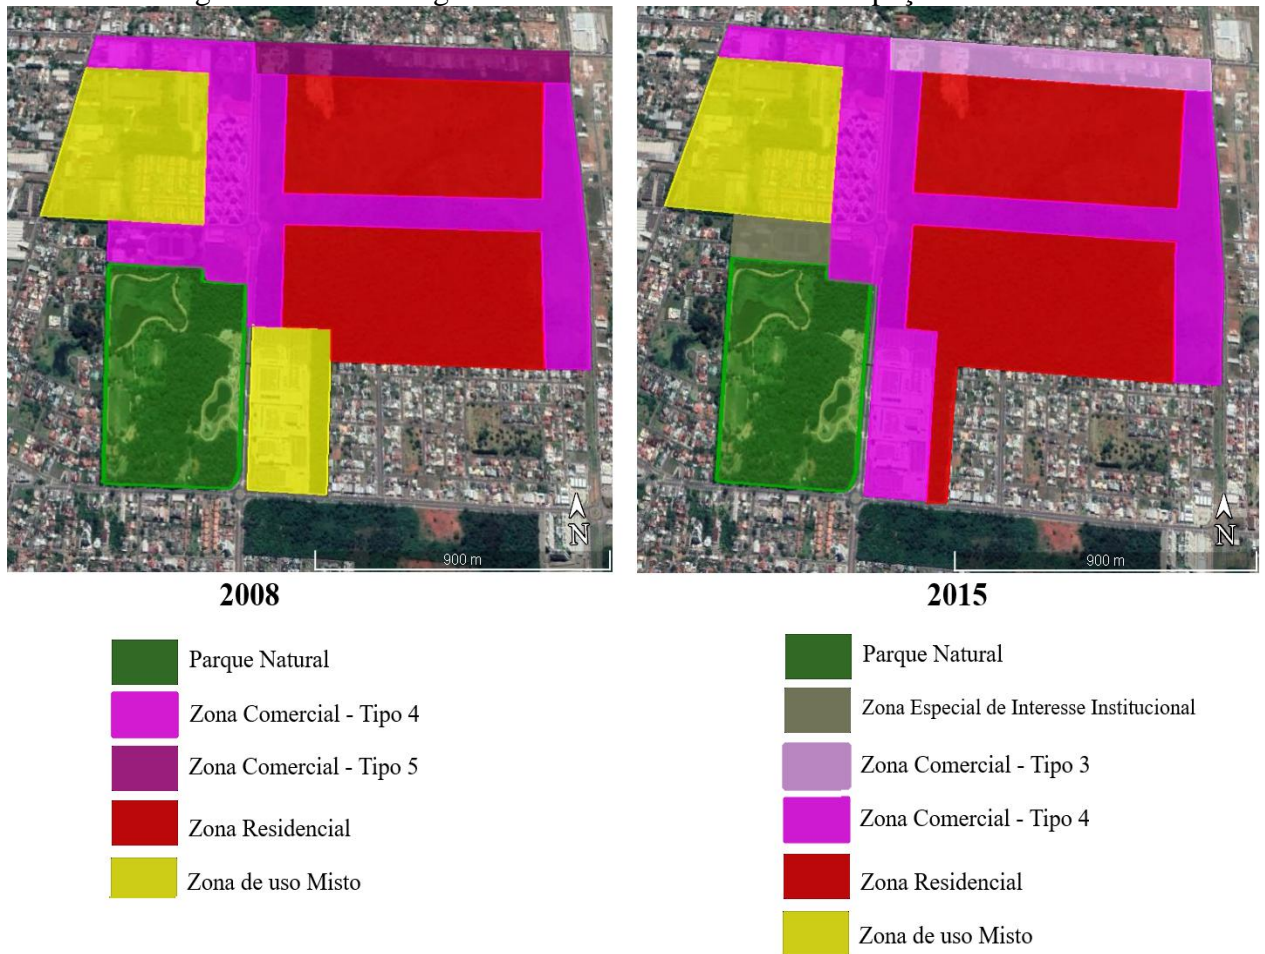 N
900 m
N
900 m
2008
2015
Parque Natural
Zona Comercial - Tipo 4
Zona Comercial - Tipo 5
Zona Residencial
Zona de uso Misto
Parque Natural
Zona Especial de Interesse Institucional
Zona Comercial - Tipo 3
Zona Comercial - Tipo 4
Zona Residencial
Zona de uso Misto